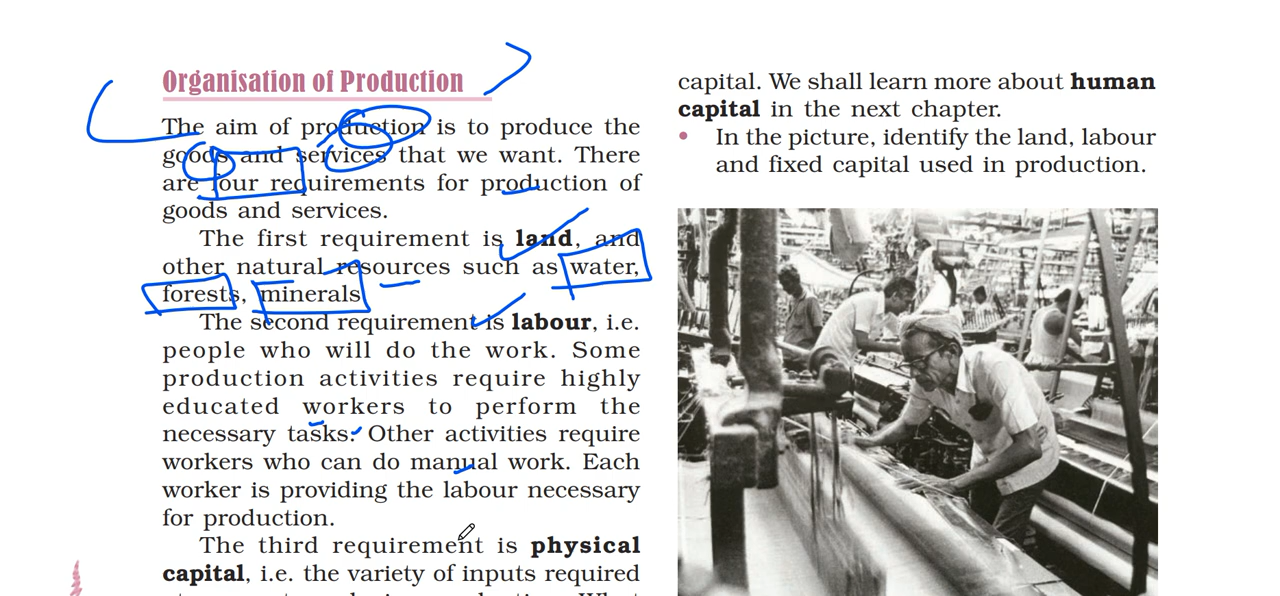 Organisation of Production
The aim of production is to produce the
goods and services that we want. There
are four requirements for production of
goods and services.
The first requirement is land, and
other natural resources such as water,
forests, minerals
The second requirement is labour, i.e.
people who will do the work. Some
production activities require highly
educated workers to perform the
necessary tasks. Other activities require
workers who can do manual work. Each
worker is providing the labour necessary
for production.
The third requirement is physical
capital, i.e. the variety of inputs required
capital. We shall learn more about human
capital in the next chapter.
• In the picture, identify the land, labour
and fixed capital used in production.